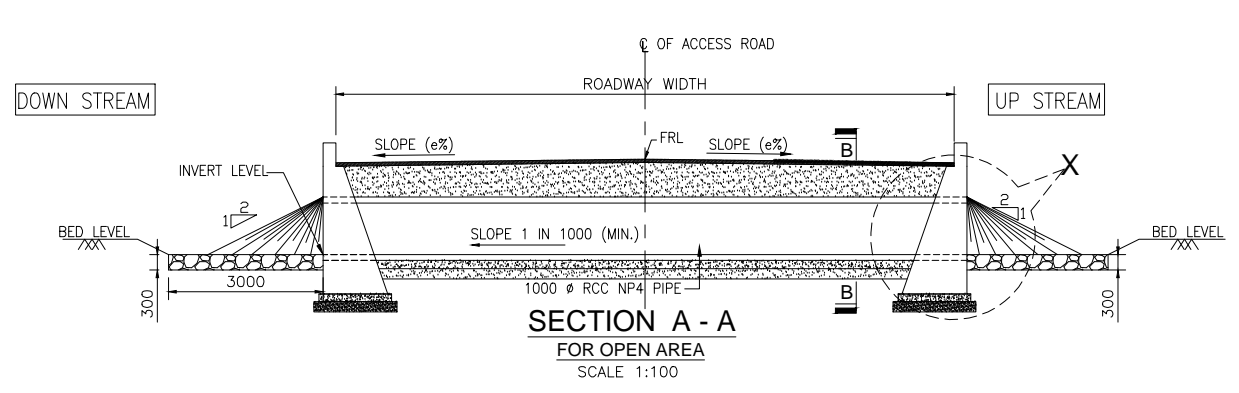 ℄ OF ACCESS ROAD
ROADWAY WIDTH
DOWN STREAM
UP STREAM
SLOPE (e%)
FRL
SLOPE (e%)
B
INVERT LEVEL
X
2
1
2
1
BED LEVEL
SLOPE 1 IN 1000 (MIN.)
BED LEVEL
3000
1000 ø RCC NP4 PIPE
B
300
300
SECTION A - A
FOR OPEN AREA
SCALE 1:100